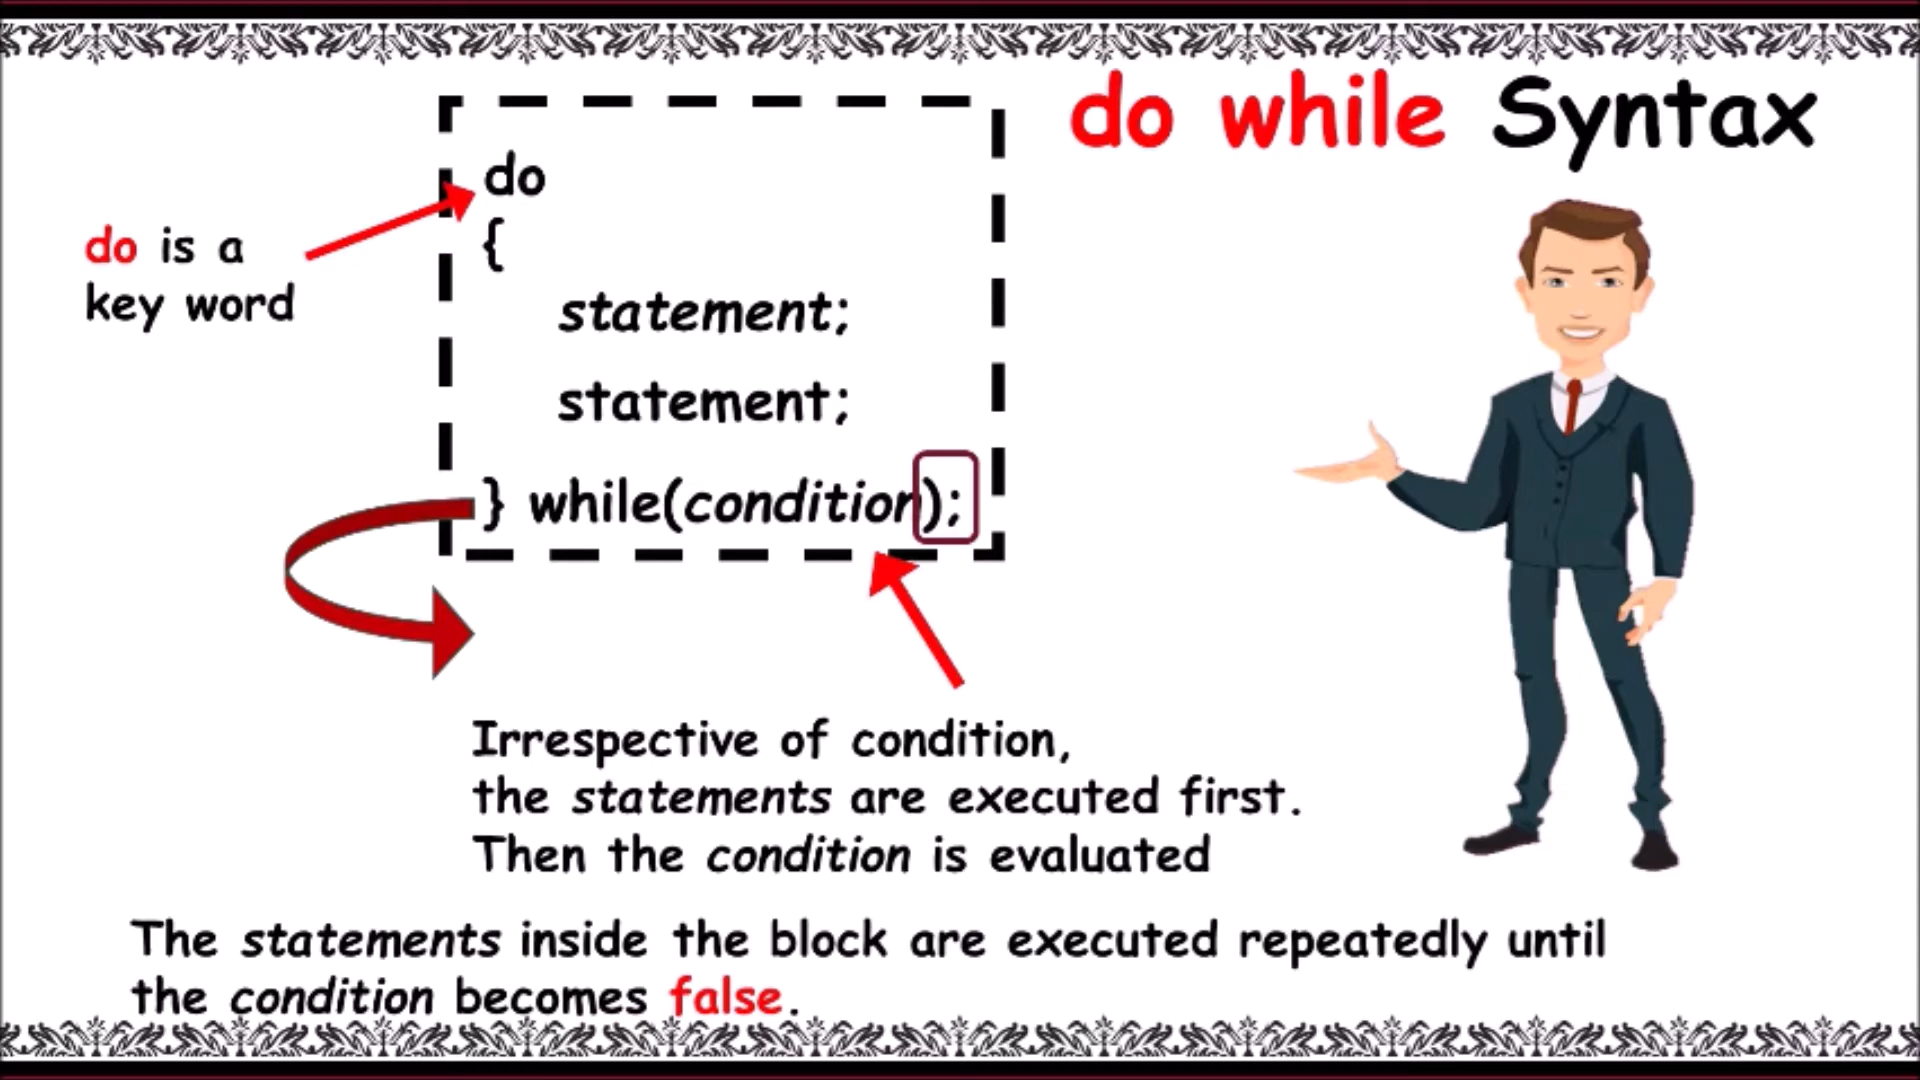 do while Syntax
do
{
statement;
statement;
} while(condition);
do is a
key word
Irrespective of condition,
the statements are executed first.
Then the condition is evaluated
The statements inside the block are executed repeatedly until
the condition becomes false.